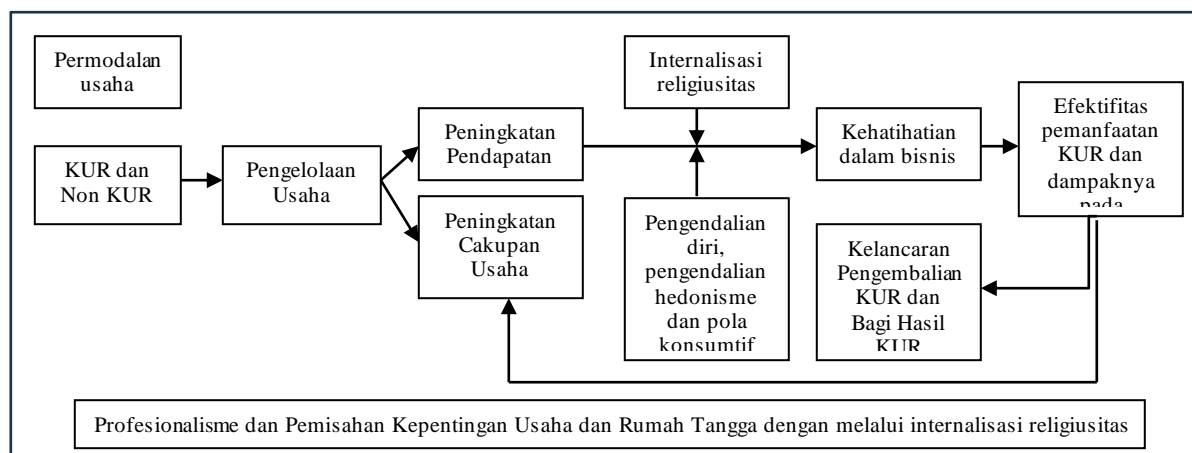 Permodalan
usaha
KUR dan
Non KUR
Pengelolaan
Usaha
Peningkatan
Pendapatan
Peningkatan
Cakupan
Usaha
Internalisasi
religiusitas
Pengendalian
diri,
pengendalian
hedonisme
dan pola
konsumtif
Kehatihatian
dalam bisnis
Kelancaran
Pengembalian
KUR dan
Bagi Hasil
KUR
Efektifitas
pemanfaatan
KUR dan
dampaknya
pada
Profesionalisme dan Pemisahan Kepentingan Usaha dan Rumah Tangga dengan melalui internalisasi religiusitas